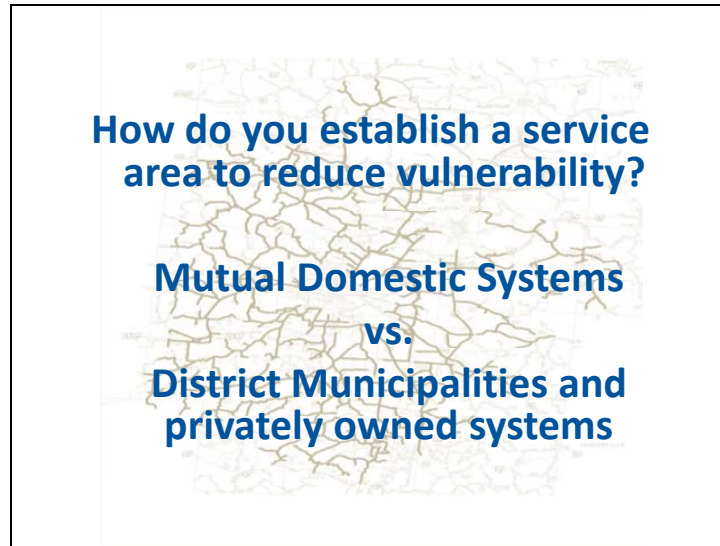 How do you establish a service
area to reduce vulnerability?
Mutual Domestic Systems
vs.
District Municipalities and
privately owned systems